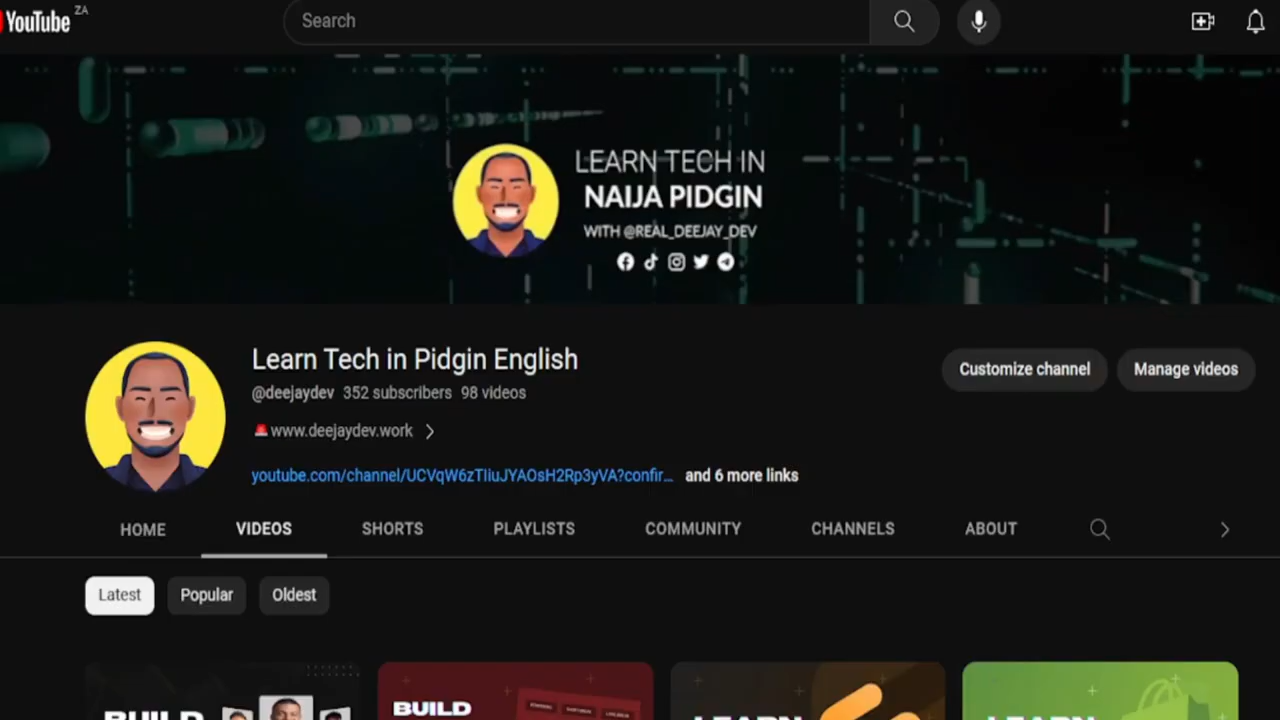 YouTube ZA
Search
LEARN TECH IN
NAIJA PIDGIN
WITH @REAL_DEEJAY_DEV
Learn Tech in Pidgin English
Customize channel
Manage videos
@deejaydev 352 subscribers 98 videos
www.deejaydev.work
youtube.com/channel/UCVqW6zTIiuJYAOsH2Rp3yVA?confir... and 6 more links
HOME VIDEOS SHORTS PLAYLISTS COMMUNITY CHANNELS ABOUT
Latest Popular Oldest
BUILD BUILD LEARN LEARN